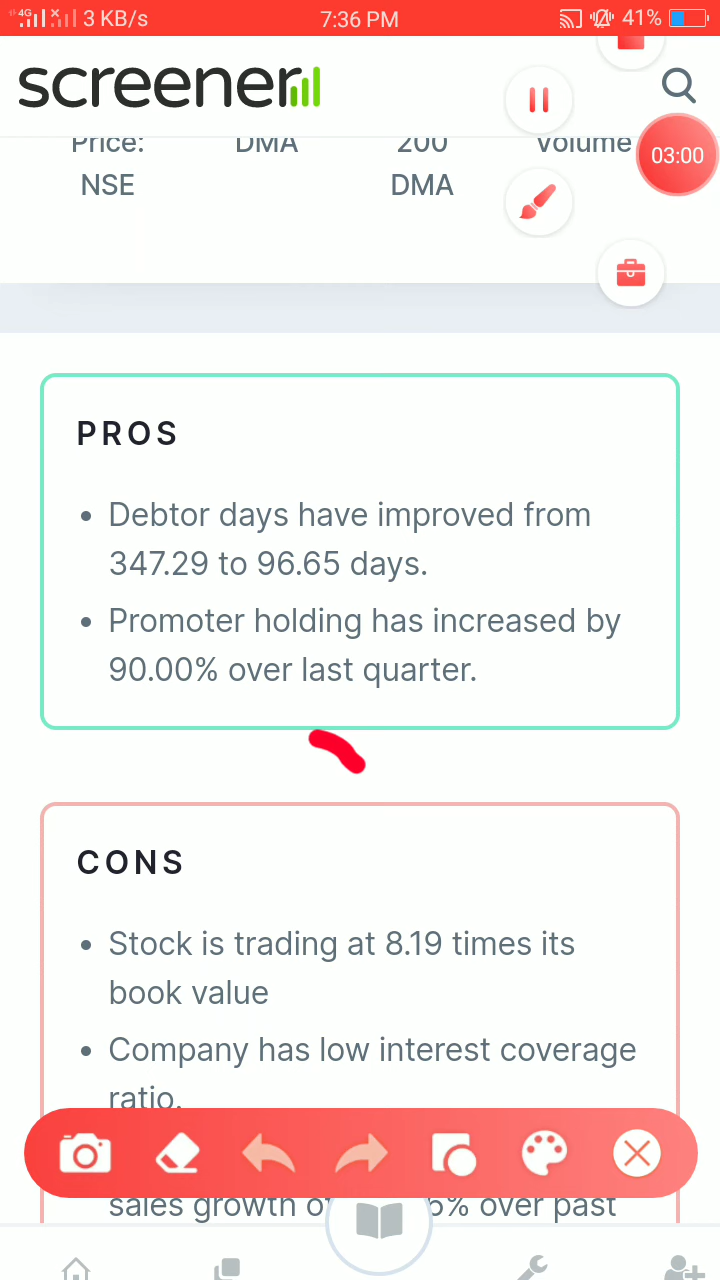 4G 3 KB/s 7:36 PM 41%
screener
Price: DMA 200 Volume
NSE DMA
03:00
PROS
• Debtor days have improved from
347.29 to 96.65 days.
• Promoter holding has increased by
90.00% over last quarter.
CONS
• Stock is trading at 8.19 times its
book value
• Company has low interest coverage
ratio.
sales growth of % over past